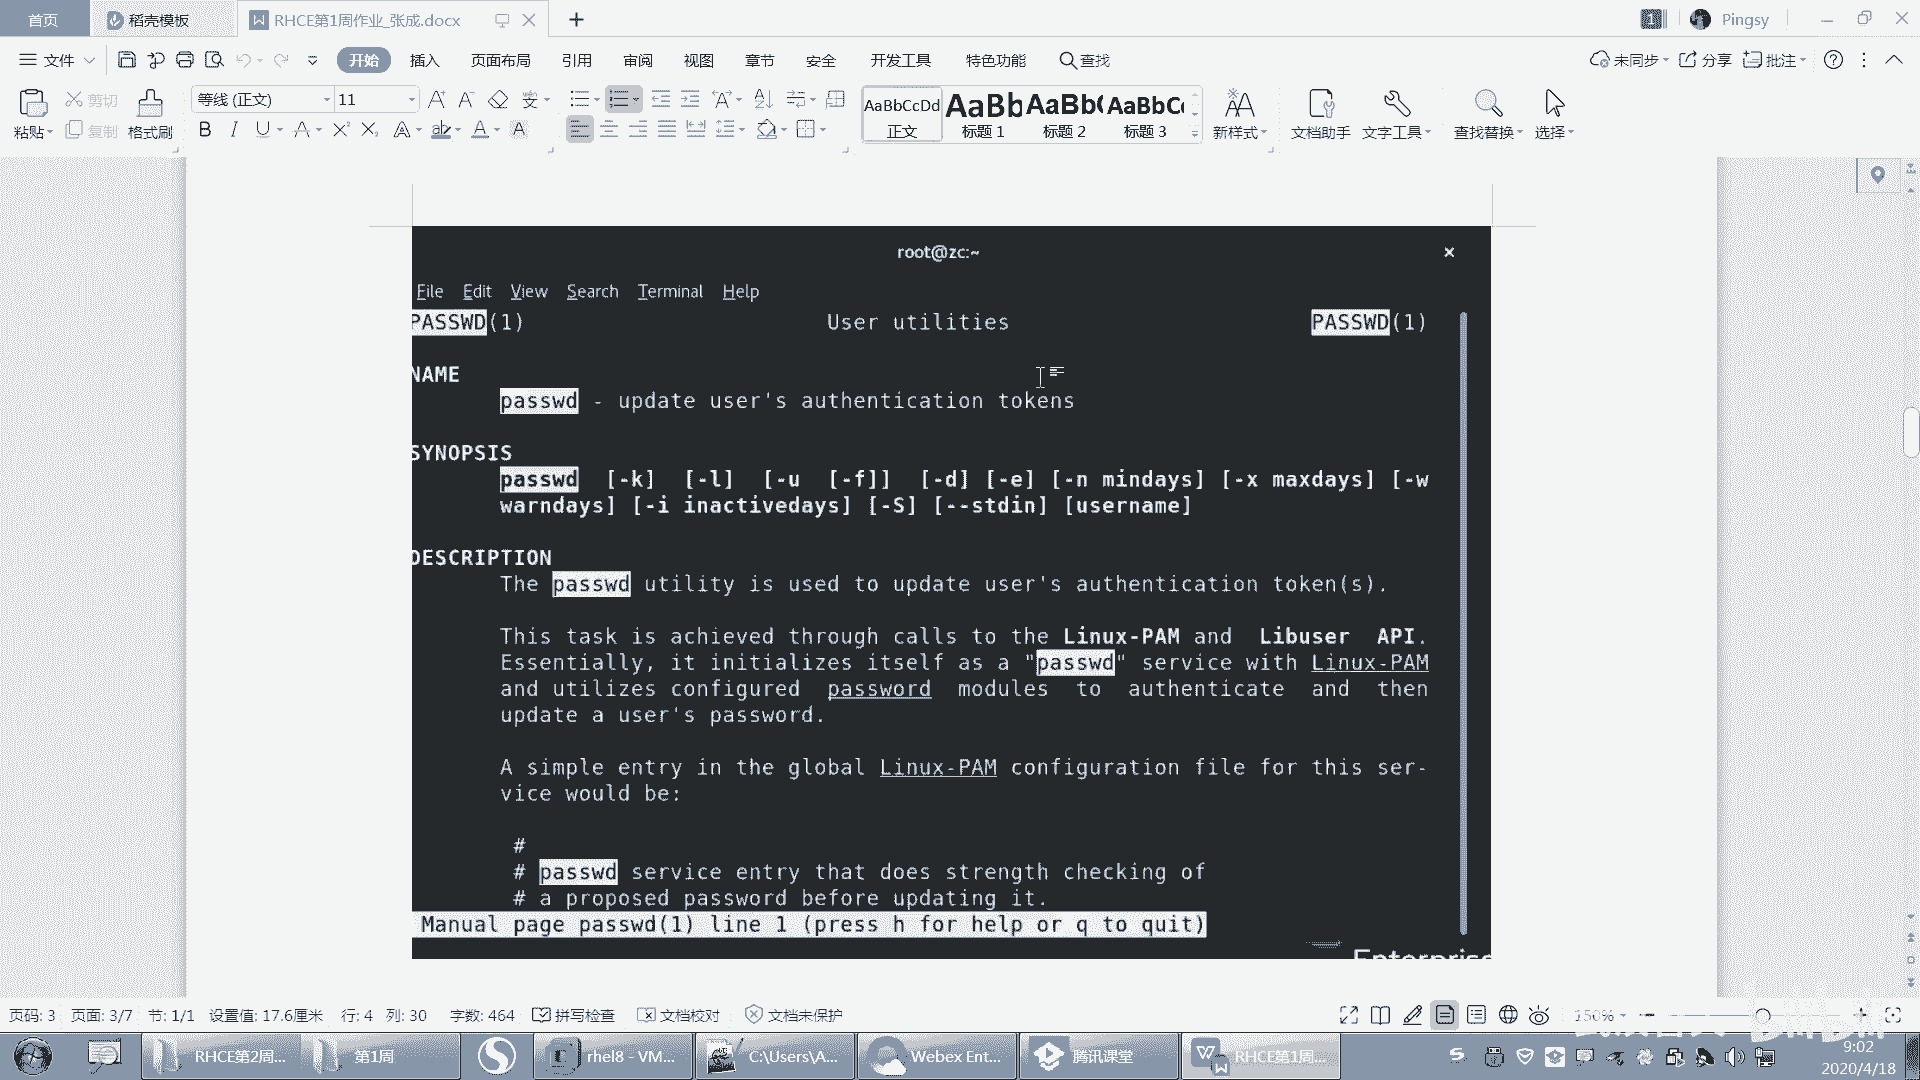 首页
稻壳模板
RHCE第1周作业_张成.docx
Pingsy
文件
开始
插入
页面布局
引用
审阅
视图
章节
安全
开发工具
特色功能
查找
未同步
分享
批注
粘贴
剪切
复制
格式刷
等线 (正文)
11
AaBbCcDd
正文
AaBb
标题 1
AaBb(
标题 2
AaBbC(
标题 3
新样式
文档助手
文字工具
查找替换
选择
root@zc:~
File Edit View Search Terminal Help
PASSWD(1) User utilities PASSWD(1)
NAME
passwd - update user's authentication tokens
SYNOPSIS
passwd [-k] [-l] [-u [-f]] [-d] [-e] [-n mindays] [-x maxdays] [-w
warndays] [-i inactivedays] [-S] [--stdin] [username]
DESCRIPTION
The passwd utility is used to update user's authentication token(s).
This task is achieved through calls to the Linux-PAM and Libuser API.
Essentially, it initializes itself as a "passwd" service with Linux-PAM
and utilizes configured password modules to authenticate and then
update a user's password.
A simple entry in the global Linux-PAM configuration file for this ser-
vice would be:
#
# passwd service entry that does strength checking of
# a proposed password before updating it.
Manual page passwd(1) line 1 (press h for help or q to quit)
Enterprise
页码: 3 页面: 3/7 节: 1/1 设置值: 17.6厘米 行: 4 列: 30 字数: 464 拼写检查 文档校对 文档未保护
150%
RHCE第2周...
第1周
rhel8 - VM...
C:\Users\A...
Webex Ent...
腾讯课堂
RHCE第1周...
9:02
2020/4/18